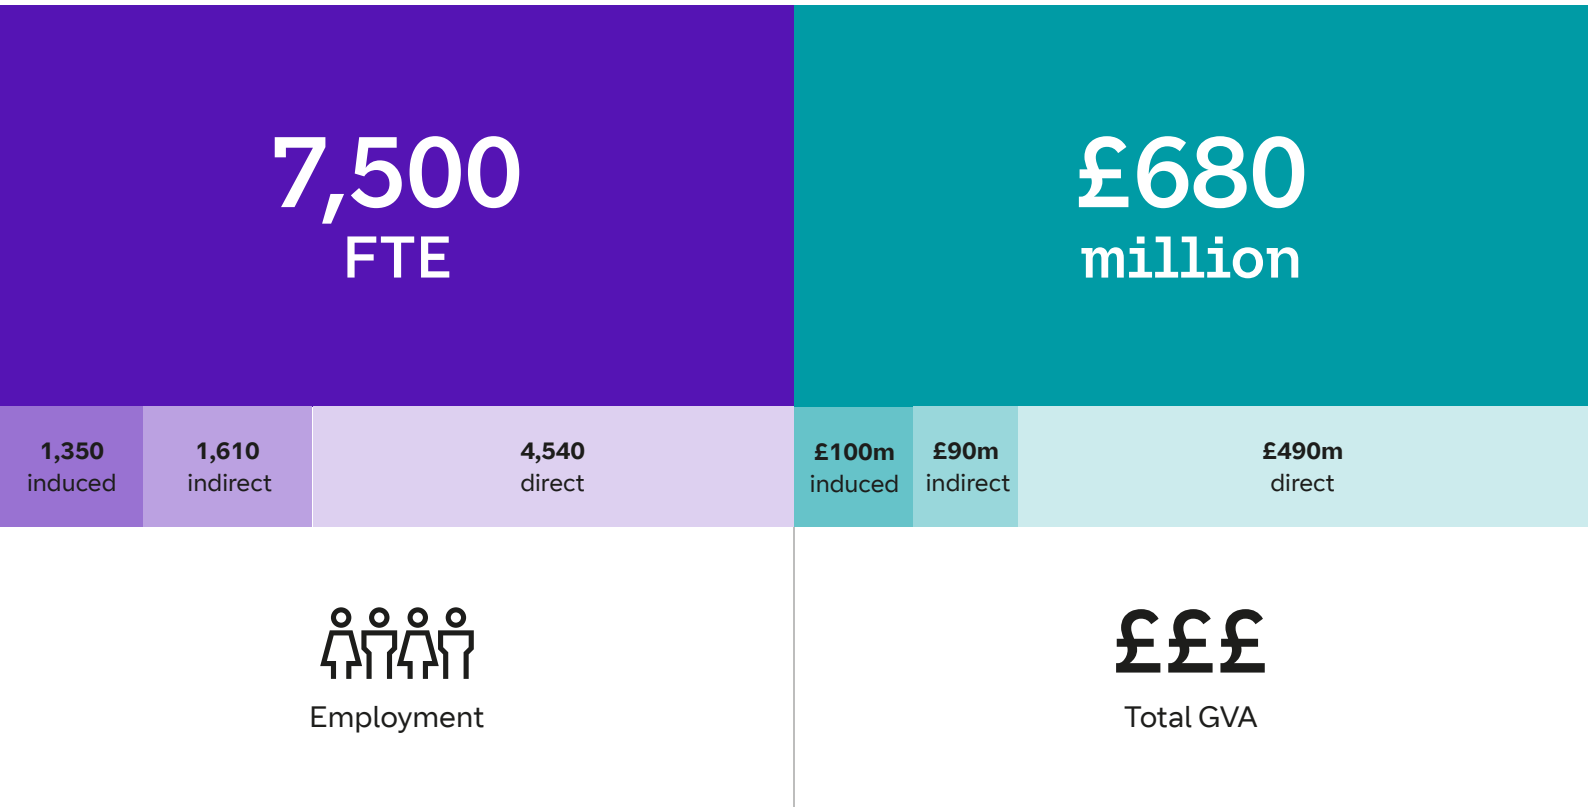 7,500
FTE
1,350
induced
1,610
indirect
4,540
direct
Employment
£680
million
£100m
induced
£90m
indirect
£490m
direct
£££
Total GVA